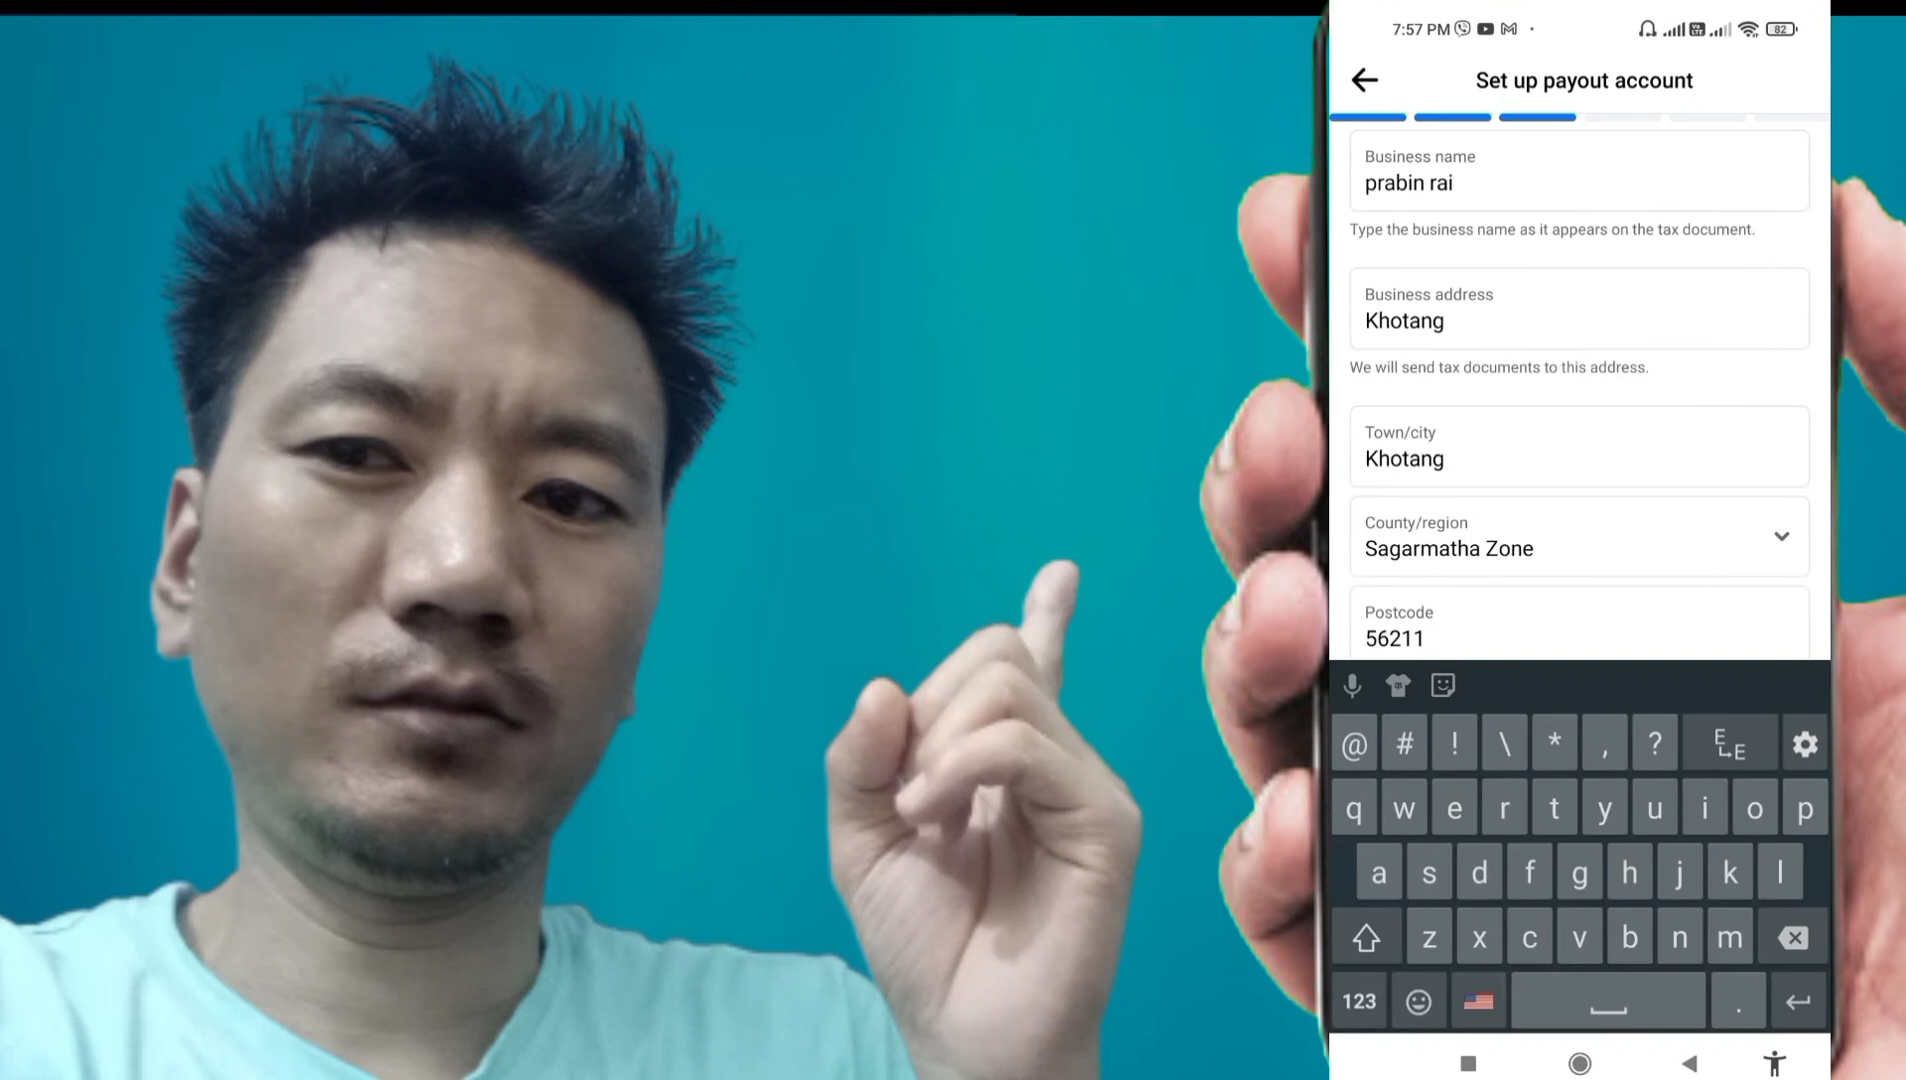 7:57 PM
82
Set up payout account
Business name
prabin rai
Type the business name as it appears on the tax document.
Business address
Khotang
We will send tax documents to this address.
Town/city
Khotang
County/region
Sagarmatha Zone
Postcode
56211
@ # ! \ * , ? E E
q w e r t y u i o p
a s d f g h j k l
z x c v b n m
123 .